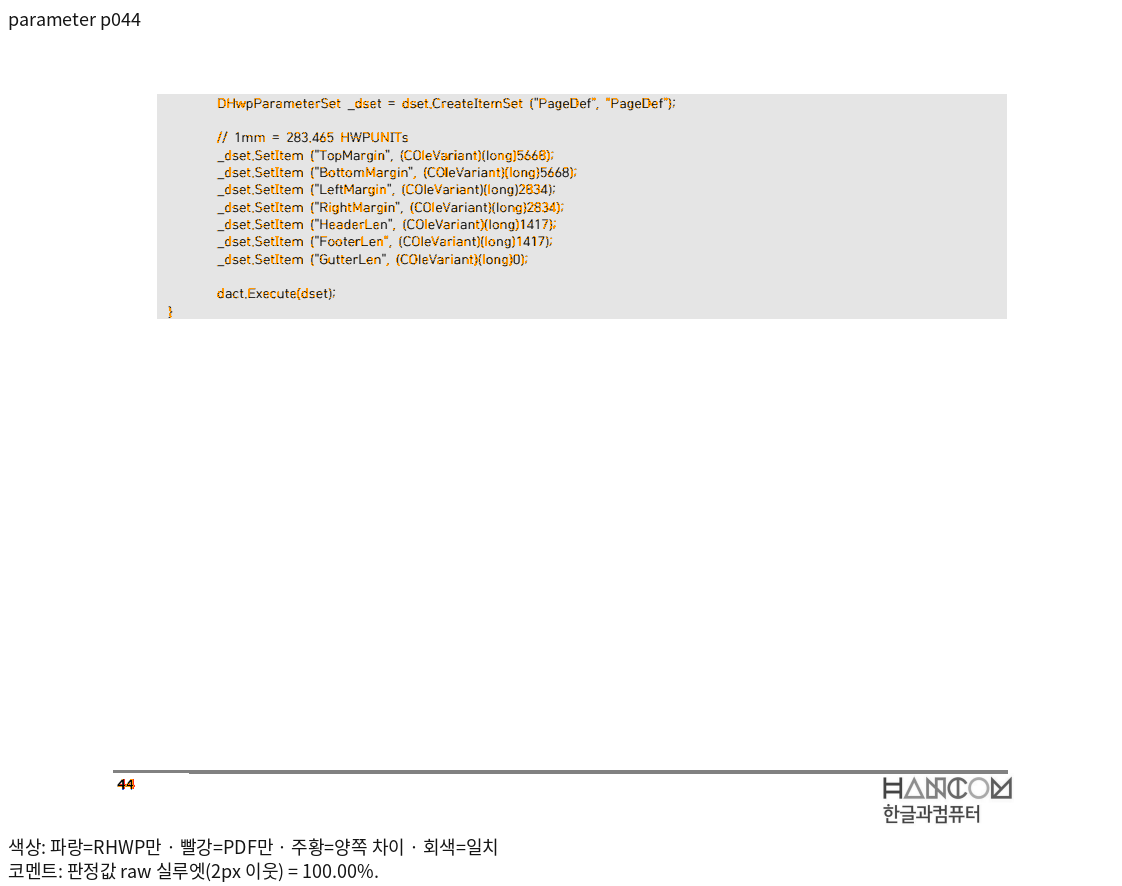 parameter p044
DHwpParameterSet _dset = dset.CreateItemSet ("PageDef", "PageDef");
// 1mm = 283.465 HWPUNITs
_dset.SetItem ("TopMargin", (COleVariant)(long)5668);
_dset.SetItem ("BottomMargin", (COleVariant)(long)5668);
_dset.SetItem ("LeftMargin", (COleVariant)(long)2834);
_dset.SetItem ("RightMargin", (COleVariant)(long)2834);
_dset.SetItem ("HeaderLen", (COleVariant)(long)1417);
_dset.SetItem ("FooterLen", (COleVariant)(long)1417);
_dset.SetItem ("GutterLen", (COleVariant)(long)0);
dact.Execute(dset);
}
44
HANCOM
한글과컴퓨터
색상: 파랑=RHWP만 · 빨강=PDF만 · 주황=양쪽 차이 · 회색=일치
코멘트: 판정값 raw 실루엣(2px 이웃) = 100.00%.